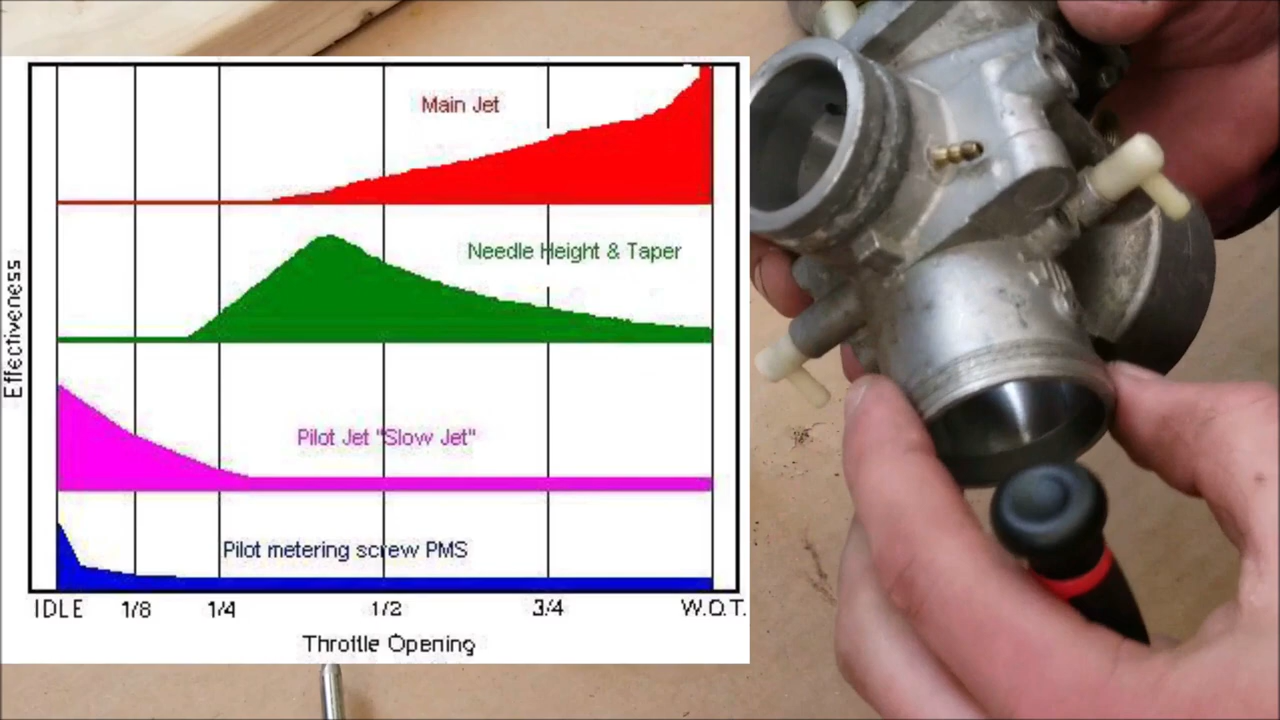 Main Jet
Needle Height & Taper
Effectiveness
Pilot Jet "Slow Jet"
Pilot metering screw PMS
IDLE 1/8 1/4 1/2 3/4 W.O.T.
Throttle Opening